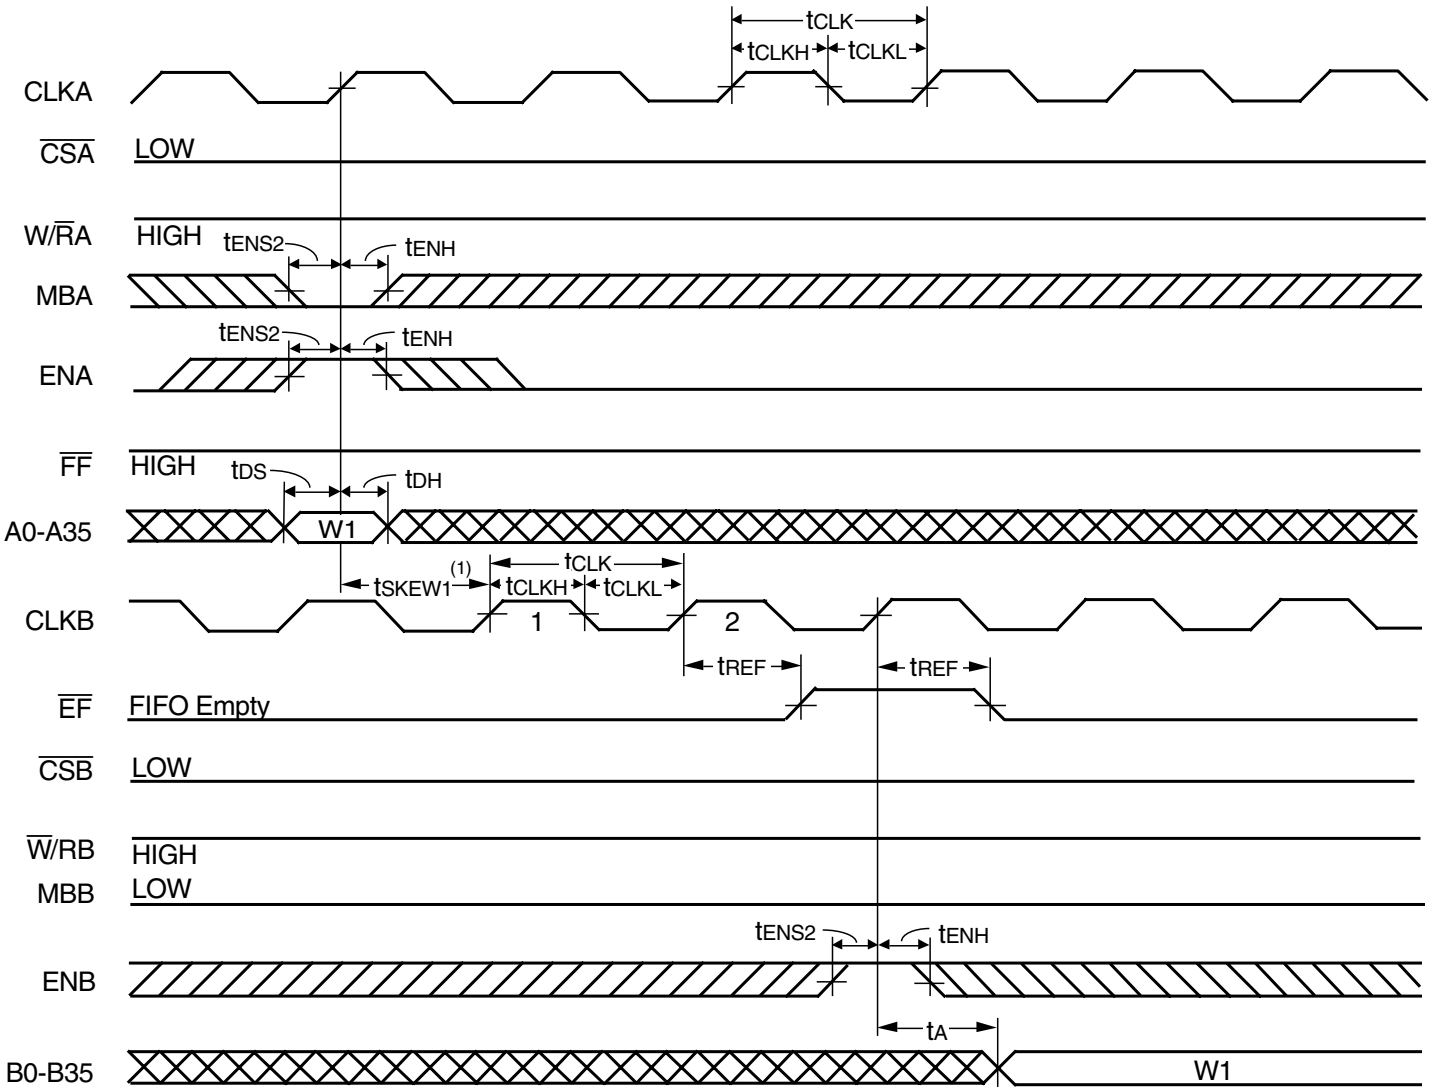 tCLK
tCLKH tCLKL
CLKA
CSA LOW
W/RA HIGH
tENS2 tENH
MBA
tENS2 tENH
ENA
FF HIGH
tDS tDH
A0-A35 W1
tSKEW1(1) tCLK
tCLKH tCLKL
CLKB 1 2
tREF tREF
EF FIFO Empty
CSB LOW
W/RB HIGH
MBB LOW
tENS2 tENH
ENB
tA
B0-B35 W1